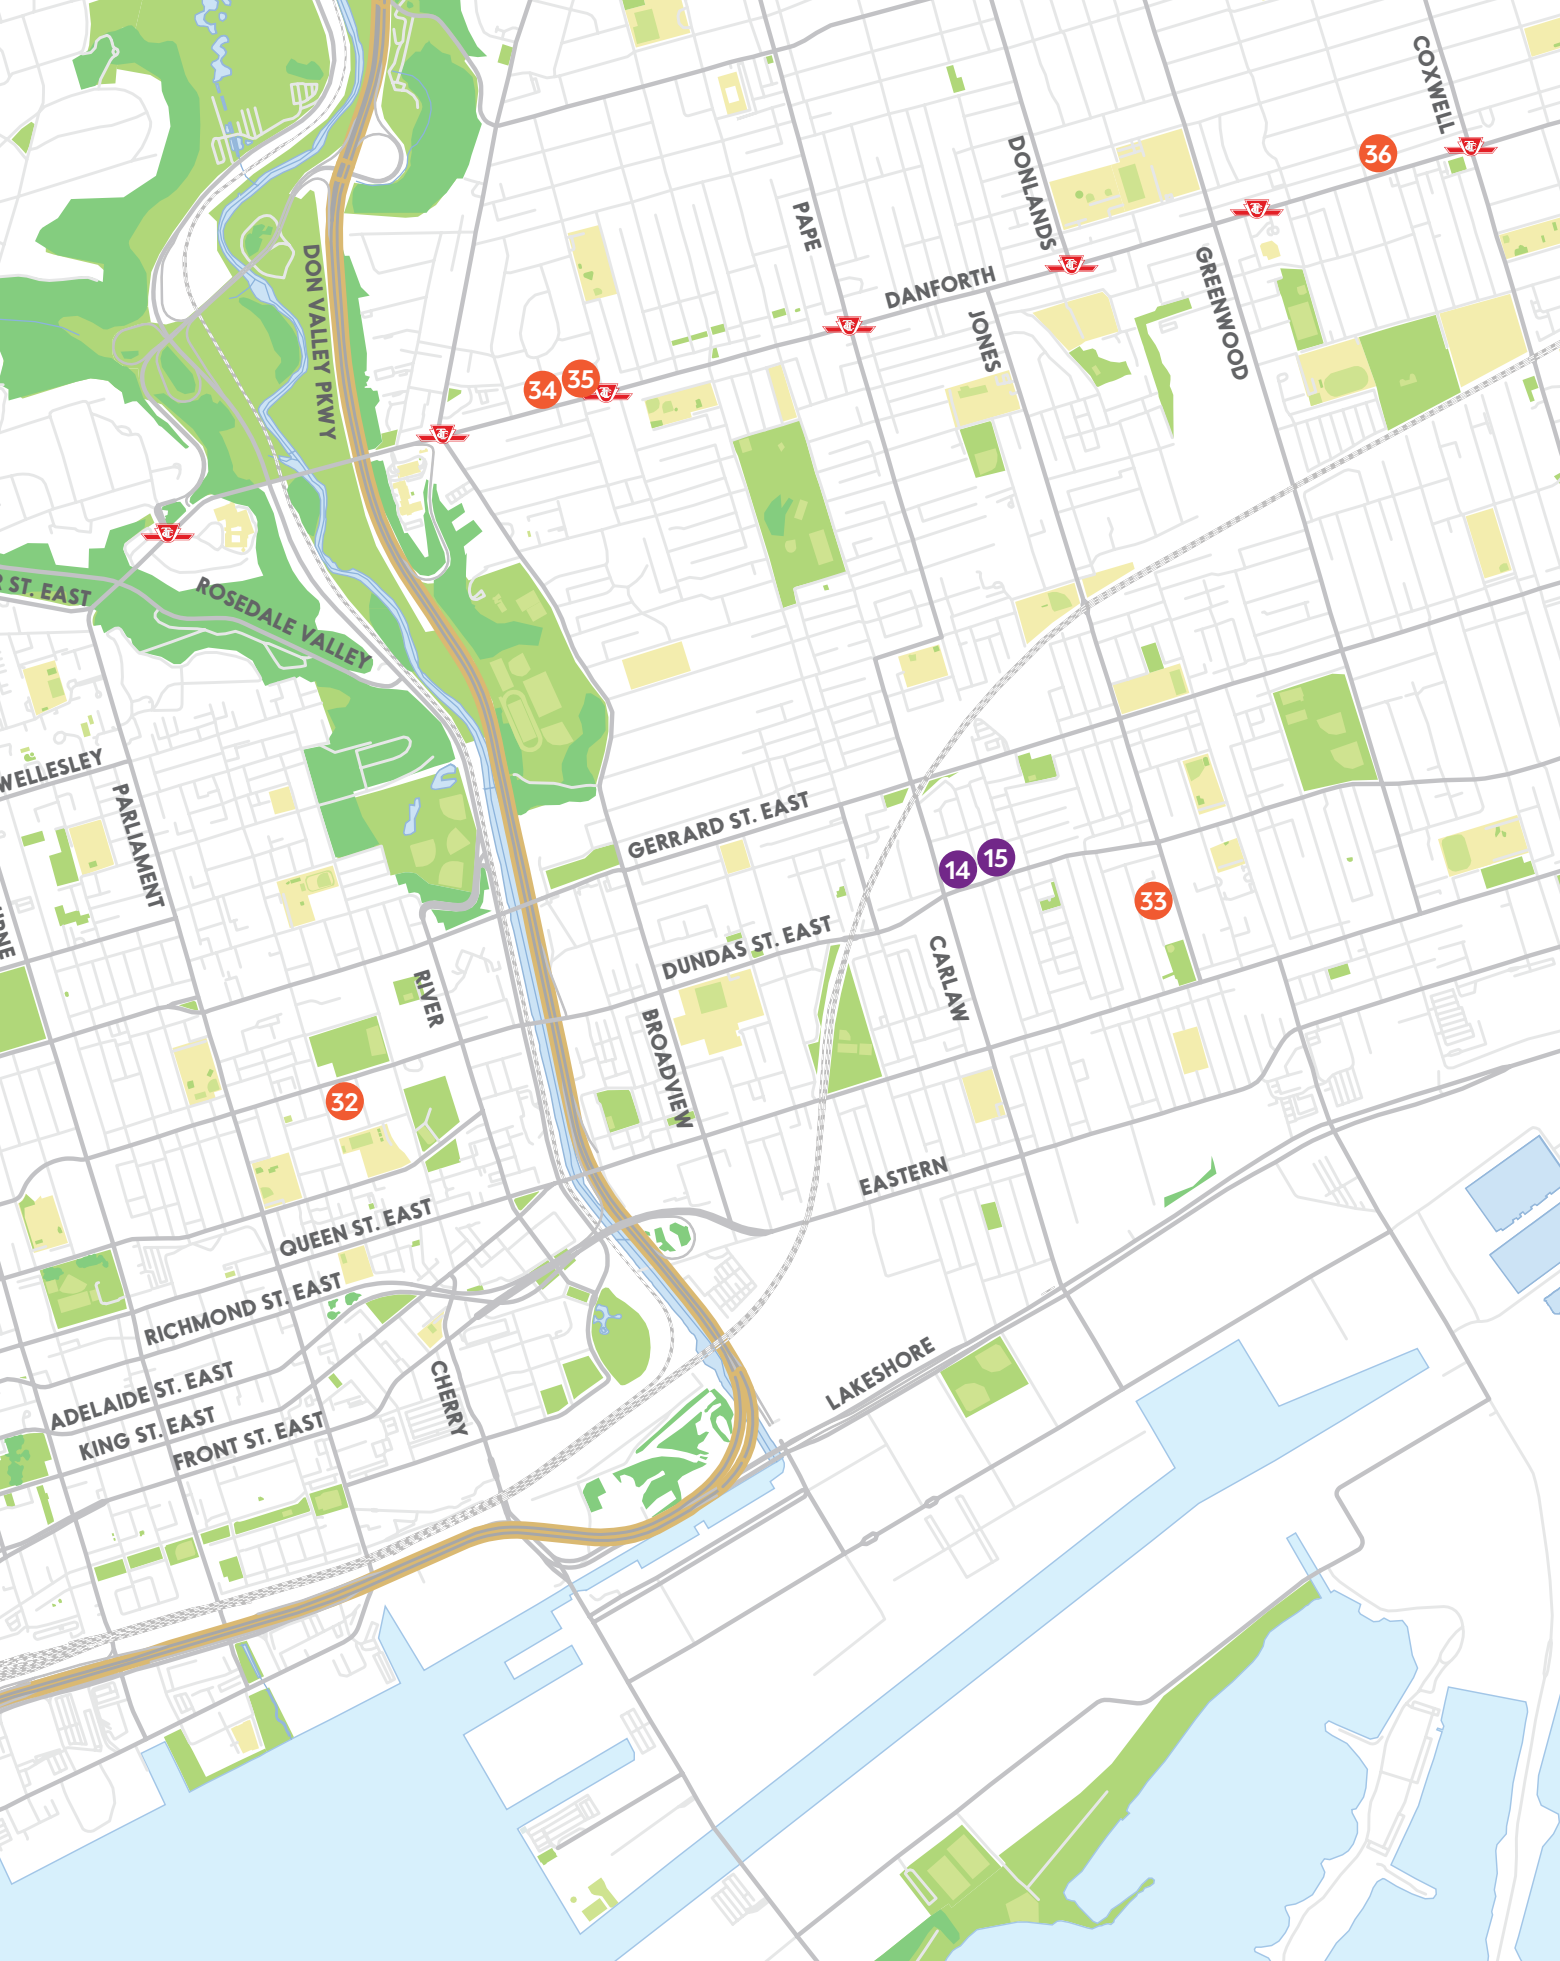 COXWELL
36
DONLANDS
PAPE
DON VALLEY PKWY
GREENWOOD
DANFORTH
JONES
34
35
ST. EAST
ROSEDALE VALLEY
WELLESLEY
PARLIAMENT
GERRARD ST. EAST
14
15
33
DUNDAS ST. EAST
CARLAW
RIVER
BROADVIEW
32
EASTERN
QUEEN ST. EAST
RICHMOND ST. EAST
LAKESHORE
ADELAIDE ST. EAST
CHERRY
KING ST. EAST
FRONT ST. EAST